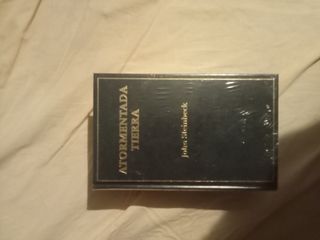 ATORMENTADA
TIERRA
John Steinbeck